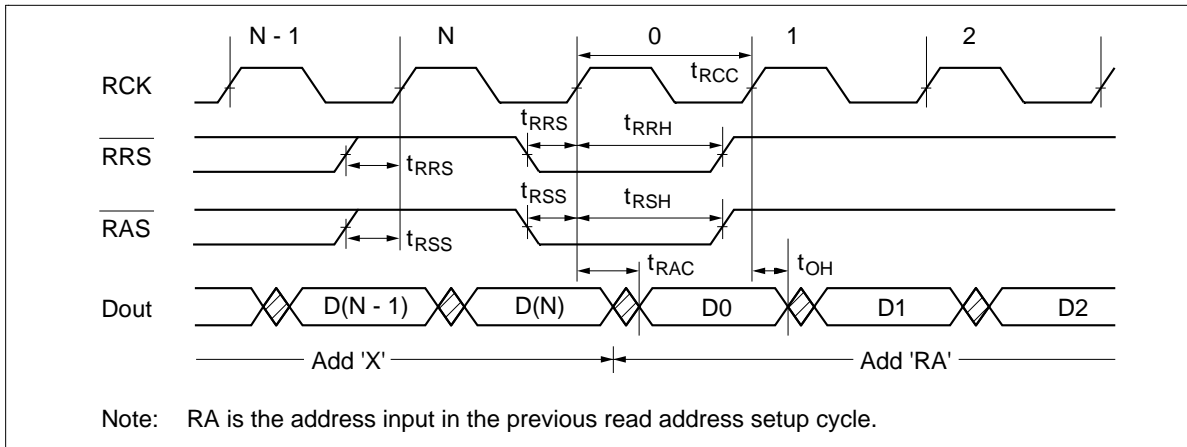 N - 1 N 0 1 2
RCK
tRCC
tRRS tRRH
RRS
tRRS
tRSS tRSH
RAS
tRSS
tRAC tOH
Dout D(N - 1) D(N) D0 D1 D2
Add 'X' Add 'RA'
Note: RA is the address input in the previous read address setup cycle.